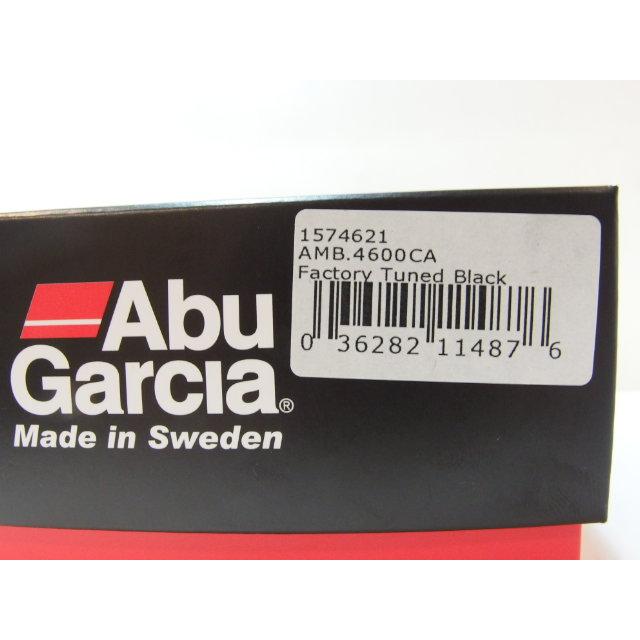 1574621
AMB.4600CA
Factory Tuned Black
0 36282 11487 6
Abu
Garcia®
Made in Sweden